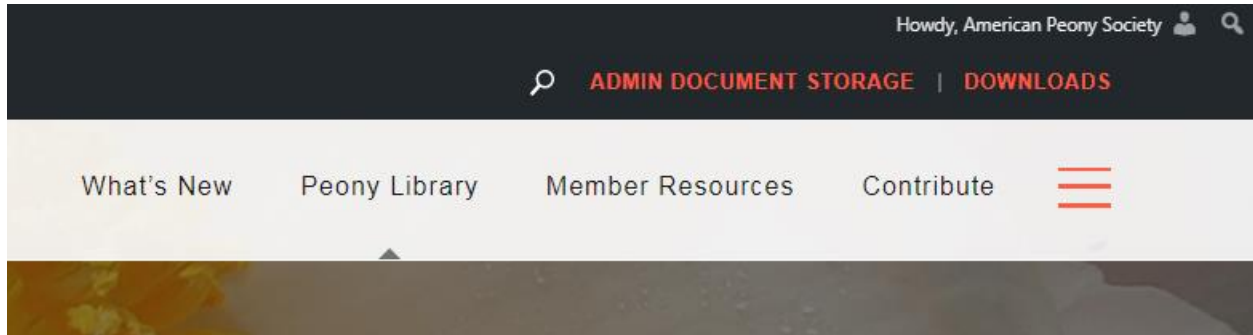 Howdy, American Peony Society
ADMIN DOCUMENT STORAGE | DOWNLOADS
What's New Peony Library Member Resources Contribute